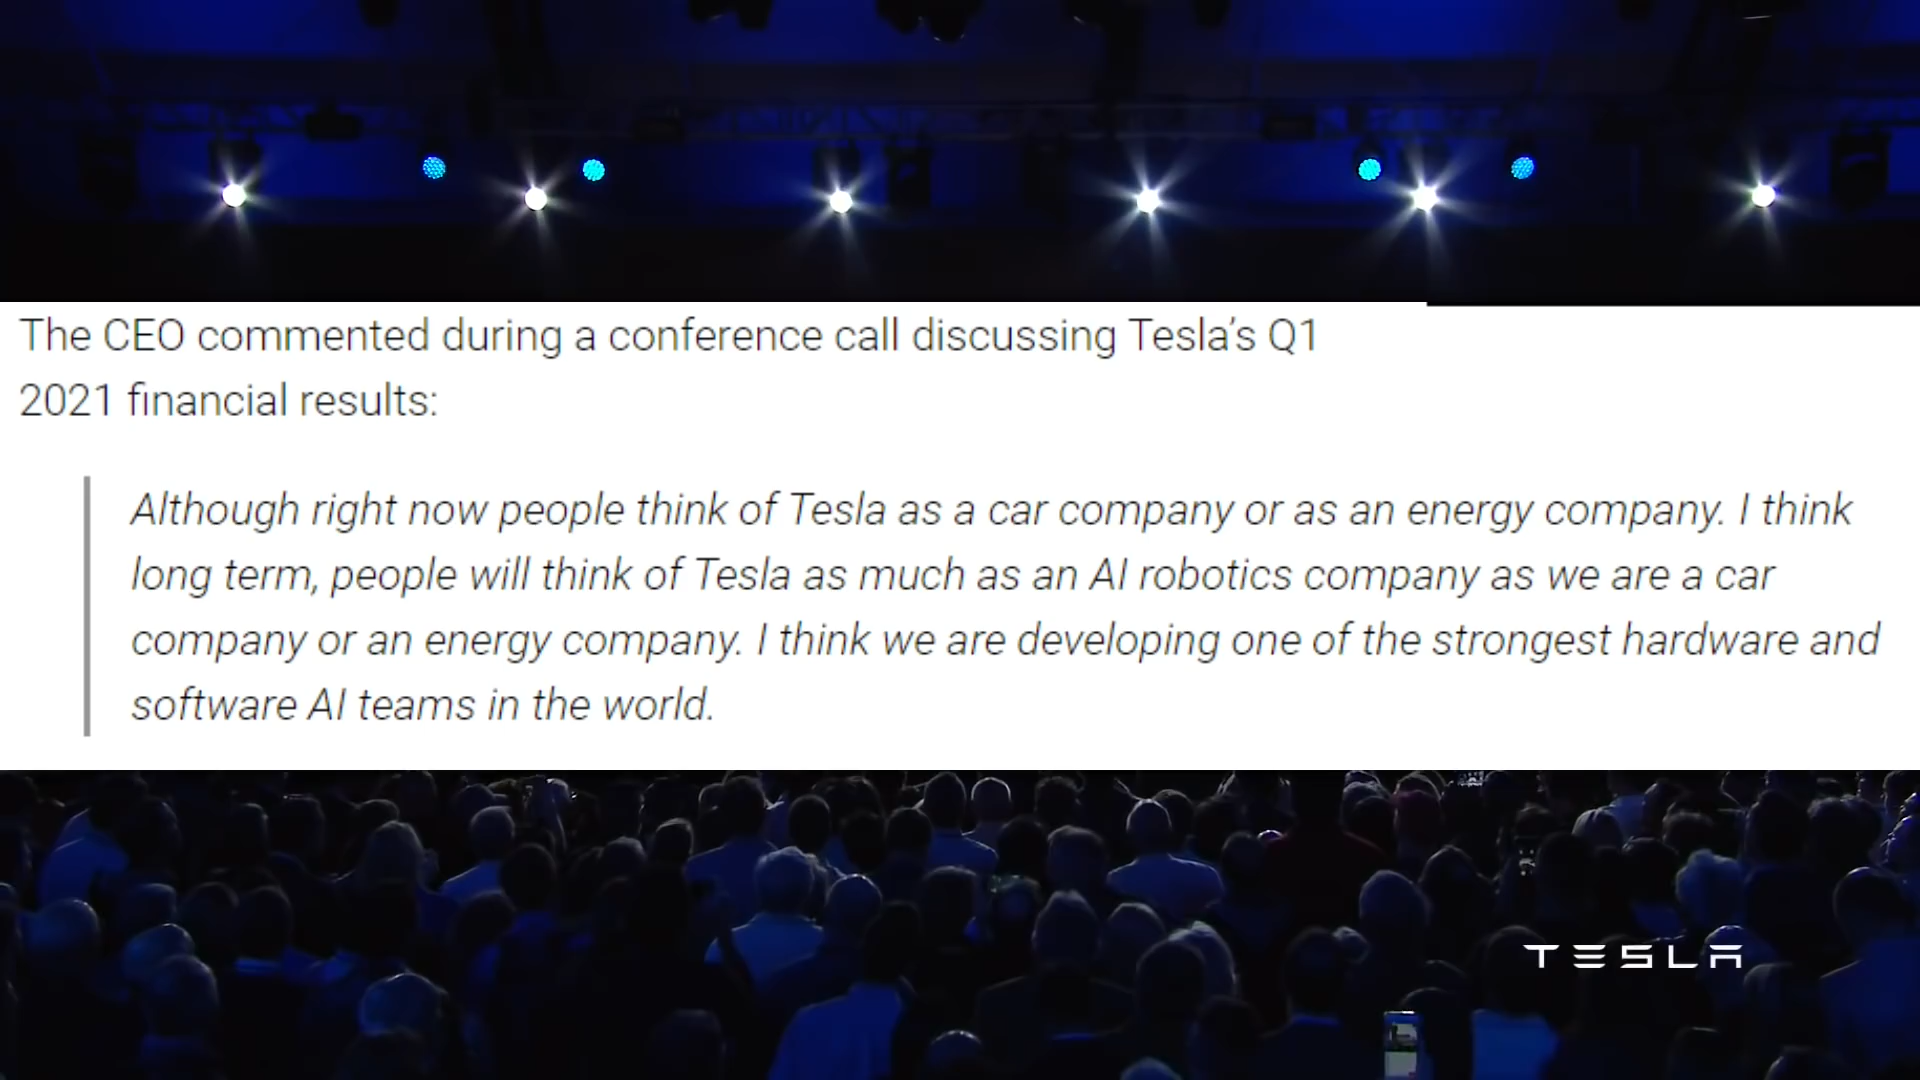 The CEO commented during a conference call discussing Tesla’s Q1
2021 financial results:
Although right now people think of Tesla as a car company or as an energy company. I think
long term, people will think of Tesla as much as an AI robotics company as we are a car
company or an energy company. I think we are developing one of the strongest hardware and
software AI teams in the world.
TESLA